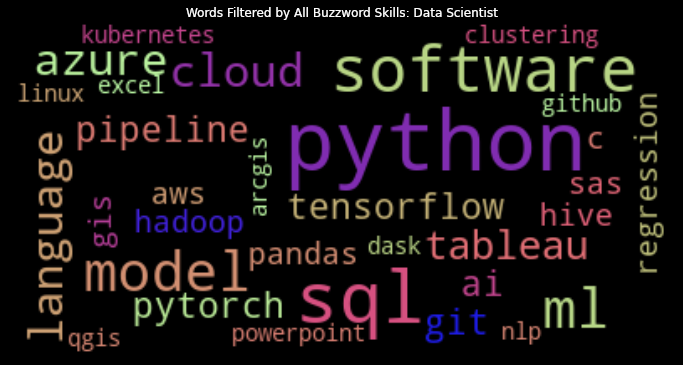 Words Filtered by All Buzzword Skills: Data Scientist
kubernetes
clustering
azure
cloud
software
linux
excel
github
pipeline
python
c
regression
language
arcgis
aws
sas
gis
hadoop
tensorflow
hive
pandas
dask
tableau
model
ai
pytorch
sql
git
ml
qgis
powerpoint
nlp